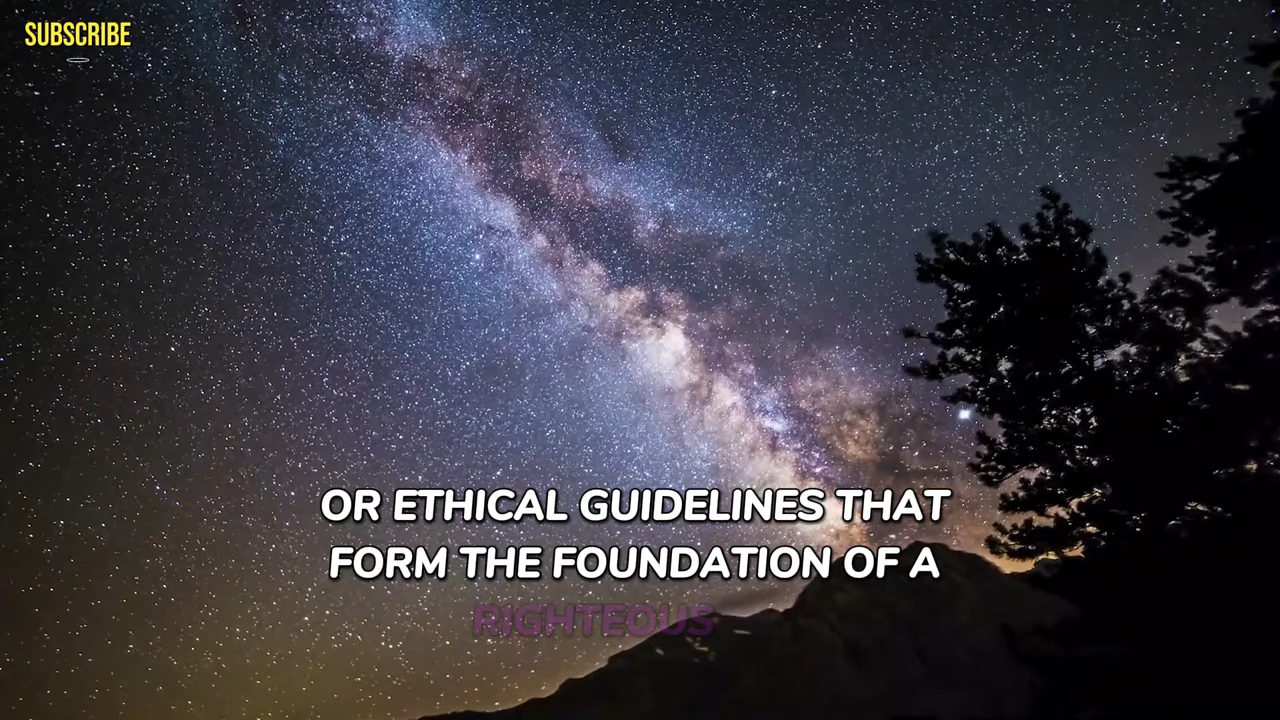 SUBSCRIBE
OR ETHICAL GUIDELINES THAT
FORM THE FOUNDATION OF A
RIGHTEOUS